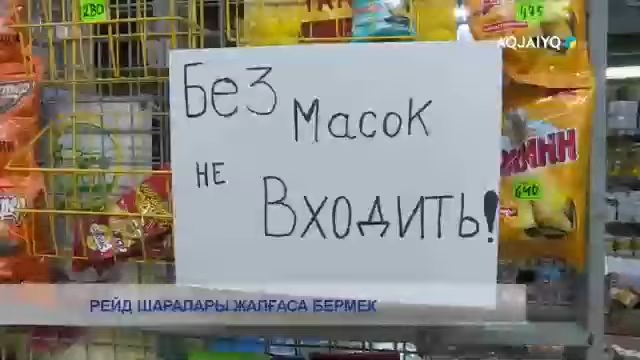 280
495
AQJAIYQ
Без
Масок
не
Входить!
640
РЕЙД ШАРАЛАРЫ ЖАЛҒАСА БЕРМЕК